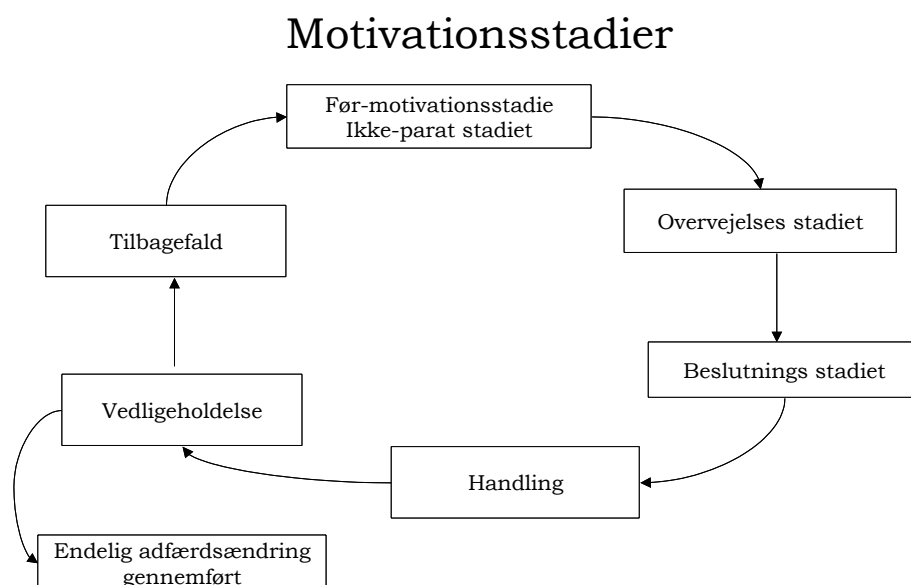 Motivationsstadier
Før-motivationsstadie
Ikke-parat stadiet
Overvejelses stadiet
Tilbagefald
Beslutnings stadiet
Vedligeholdelse
Handling
Endelig adfærdsændring
gennemført